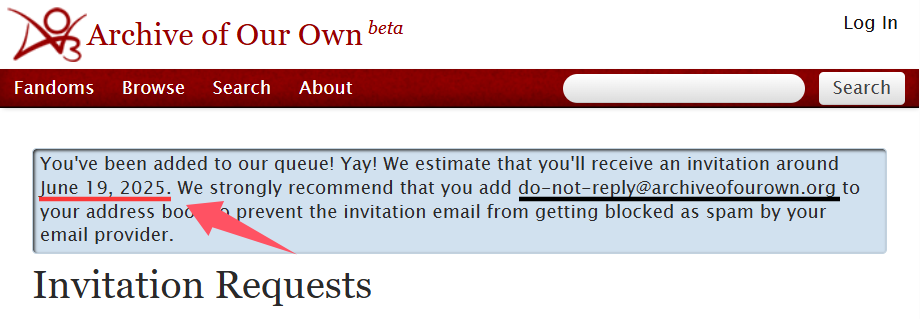 Archive of Our Own beta
Log In
Fandoms Browse Search About
Search
You've been added to our queue! Yay! We estimate that you'll receive an invitation around
June 19, 2025. We strongly recommend that you add do-not-reply@archiveofourown.org to
your address book to prevent the invitation email from getting blocked as spam by your
email provider.
Invitation Requests